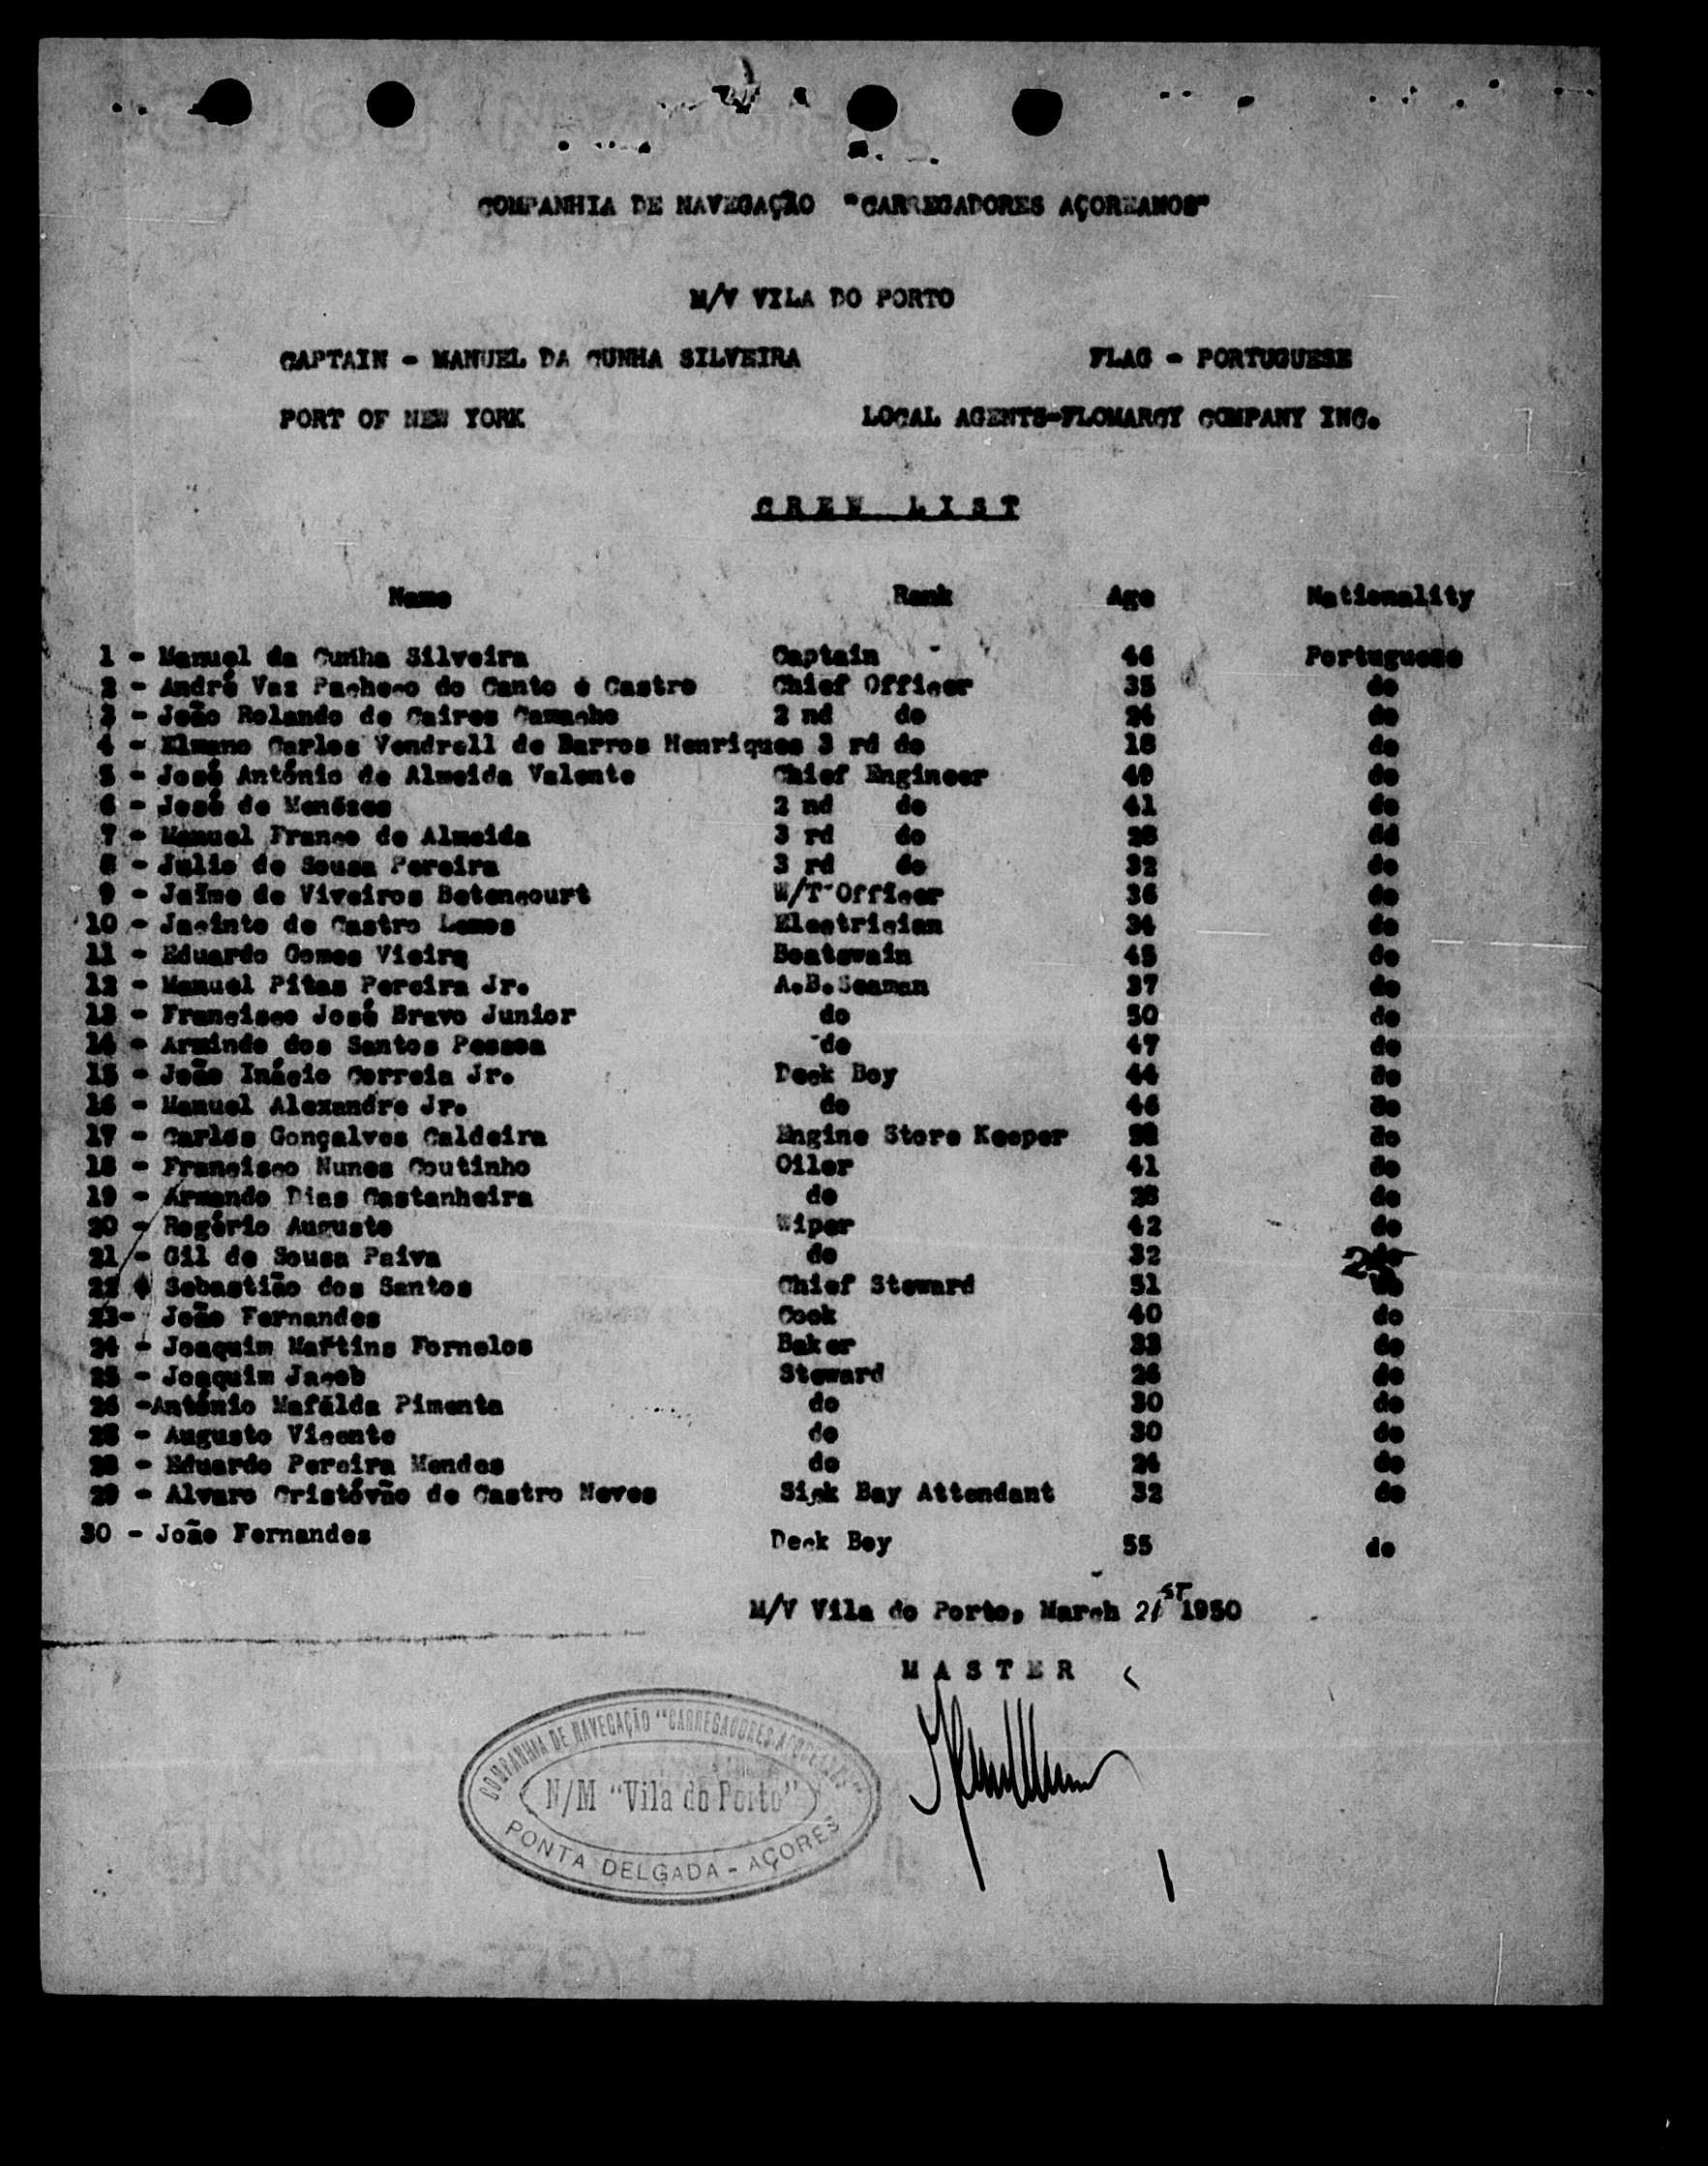 COMPANHIA DE NAVEGAÇÃO "CARREGADORES AÇOREANOS"
M/V VILA DO PORTO
CAPTAIN - MANUEL DA CUNHA SILVEIRA FLAG - PORTUGUESE
PORT OF NEW YORK LOCAL AGENTS-FLOMARCY COMPANY INC.
CREW LIST
Name Rank Age Nationality
1 - Manuel da Cunha Silveira Captain 46 Portuguese
2 - André Vaz Pacheco do Canto e Castro Chief Officer 35 do
3 - João Rolando de Caires Camacho 2 nd do 24 do
4 - Elmano Carlos Vendrell de Barros Henriques 3 rd do 18 do
5 - José António de Almeida Valente Chief Engineer 40 do
6 - José de Menézes 2 nd do 41 do
7 - Manuel Franco de Almeida 3 rd do 28 do
8 - Julio de Sousa Pereira 3 rd do 32 do
9 - Jaime de Viveiros Betencourt W/T Officer 36 do
10 - Jacinto de Castro Lemos Electrician 34 do
11 - Eduardo Gomes Vieira Boatswain 45 do
12 - Manuel Pitas Pereira Jr. A.B.Seaman 37 do
13 - Francisco José Bravo Junior do 50 do
14 - Armindo dos Santos Pessoa do 47 do
15 - João Inácio Correia Jr. Deck Boy 44 do
16 - Manuel Alexandre Jr. do 46 do
17 - Carlos Gonçalves Caldeira Engine Store Keeper do
18 - Francisco Nunes Coutinho Oiler 41 do
19 - Armando Dias Castanheira do 28 do
20 - Rogério Augusto Wiper 42 do
21 - Gil de Sousa Paiva do 32 do
22 - Sebastião dos Santos Chief Steward 51 do
25
23- João Fernandes Cook 40 do
24 - Joaquim Martins Fornelos Baker 33 do
25 - Joaquim Jacob Steward 26 do
26 -António Mafálda Pimenta do 30 do
28 - Augusto Vicente do 30 do
28 - Eduardo Pereira Mendes do 24 do
29 - Alvaro Cristóvão de Castro Neves Sick Bay Attendant 32 do
30 - João Fernandes Deck Boy 55 do
M/V Vila do Porto, March 21ST 1950
MASTER
COMPANHIA DE NAVEGAÇÃO "CARREGADORES AÇOREANOS"
N/M "Vila do Porto"
PONTA DELGADA - AÇORES